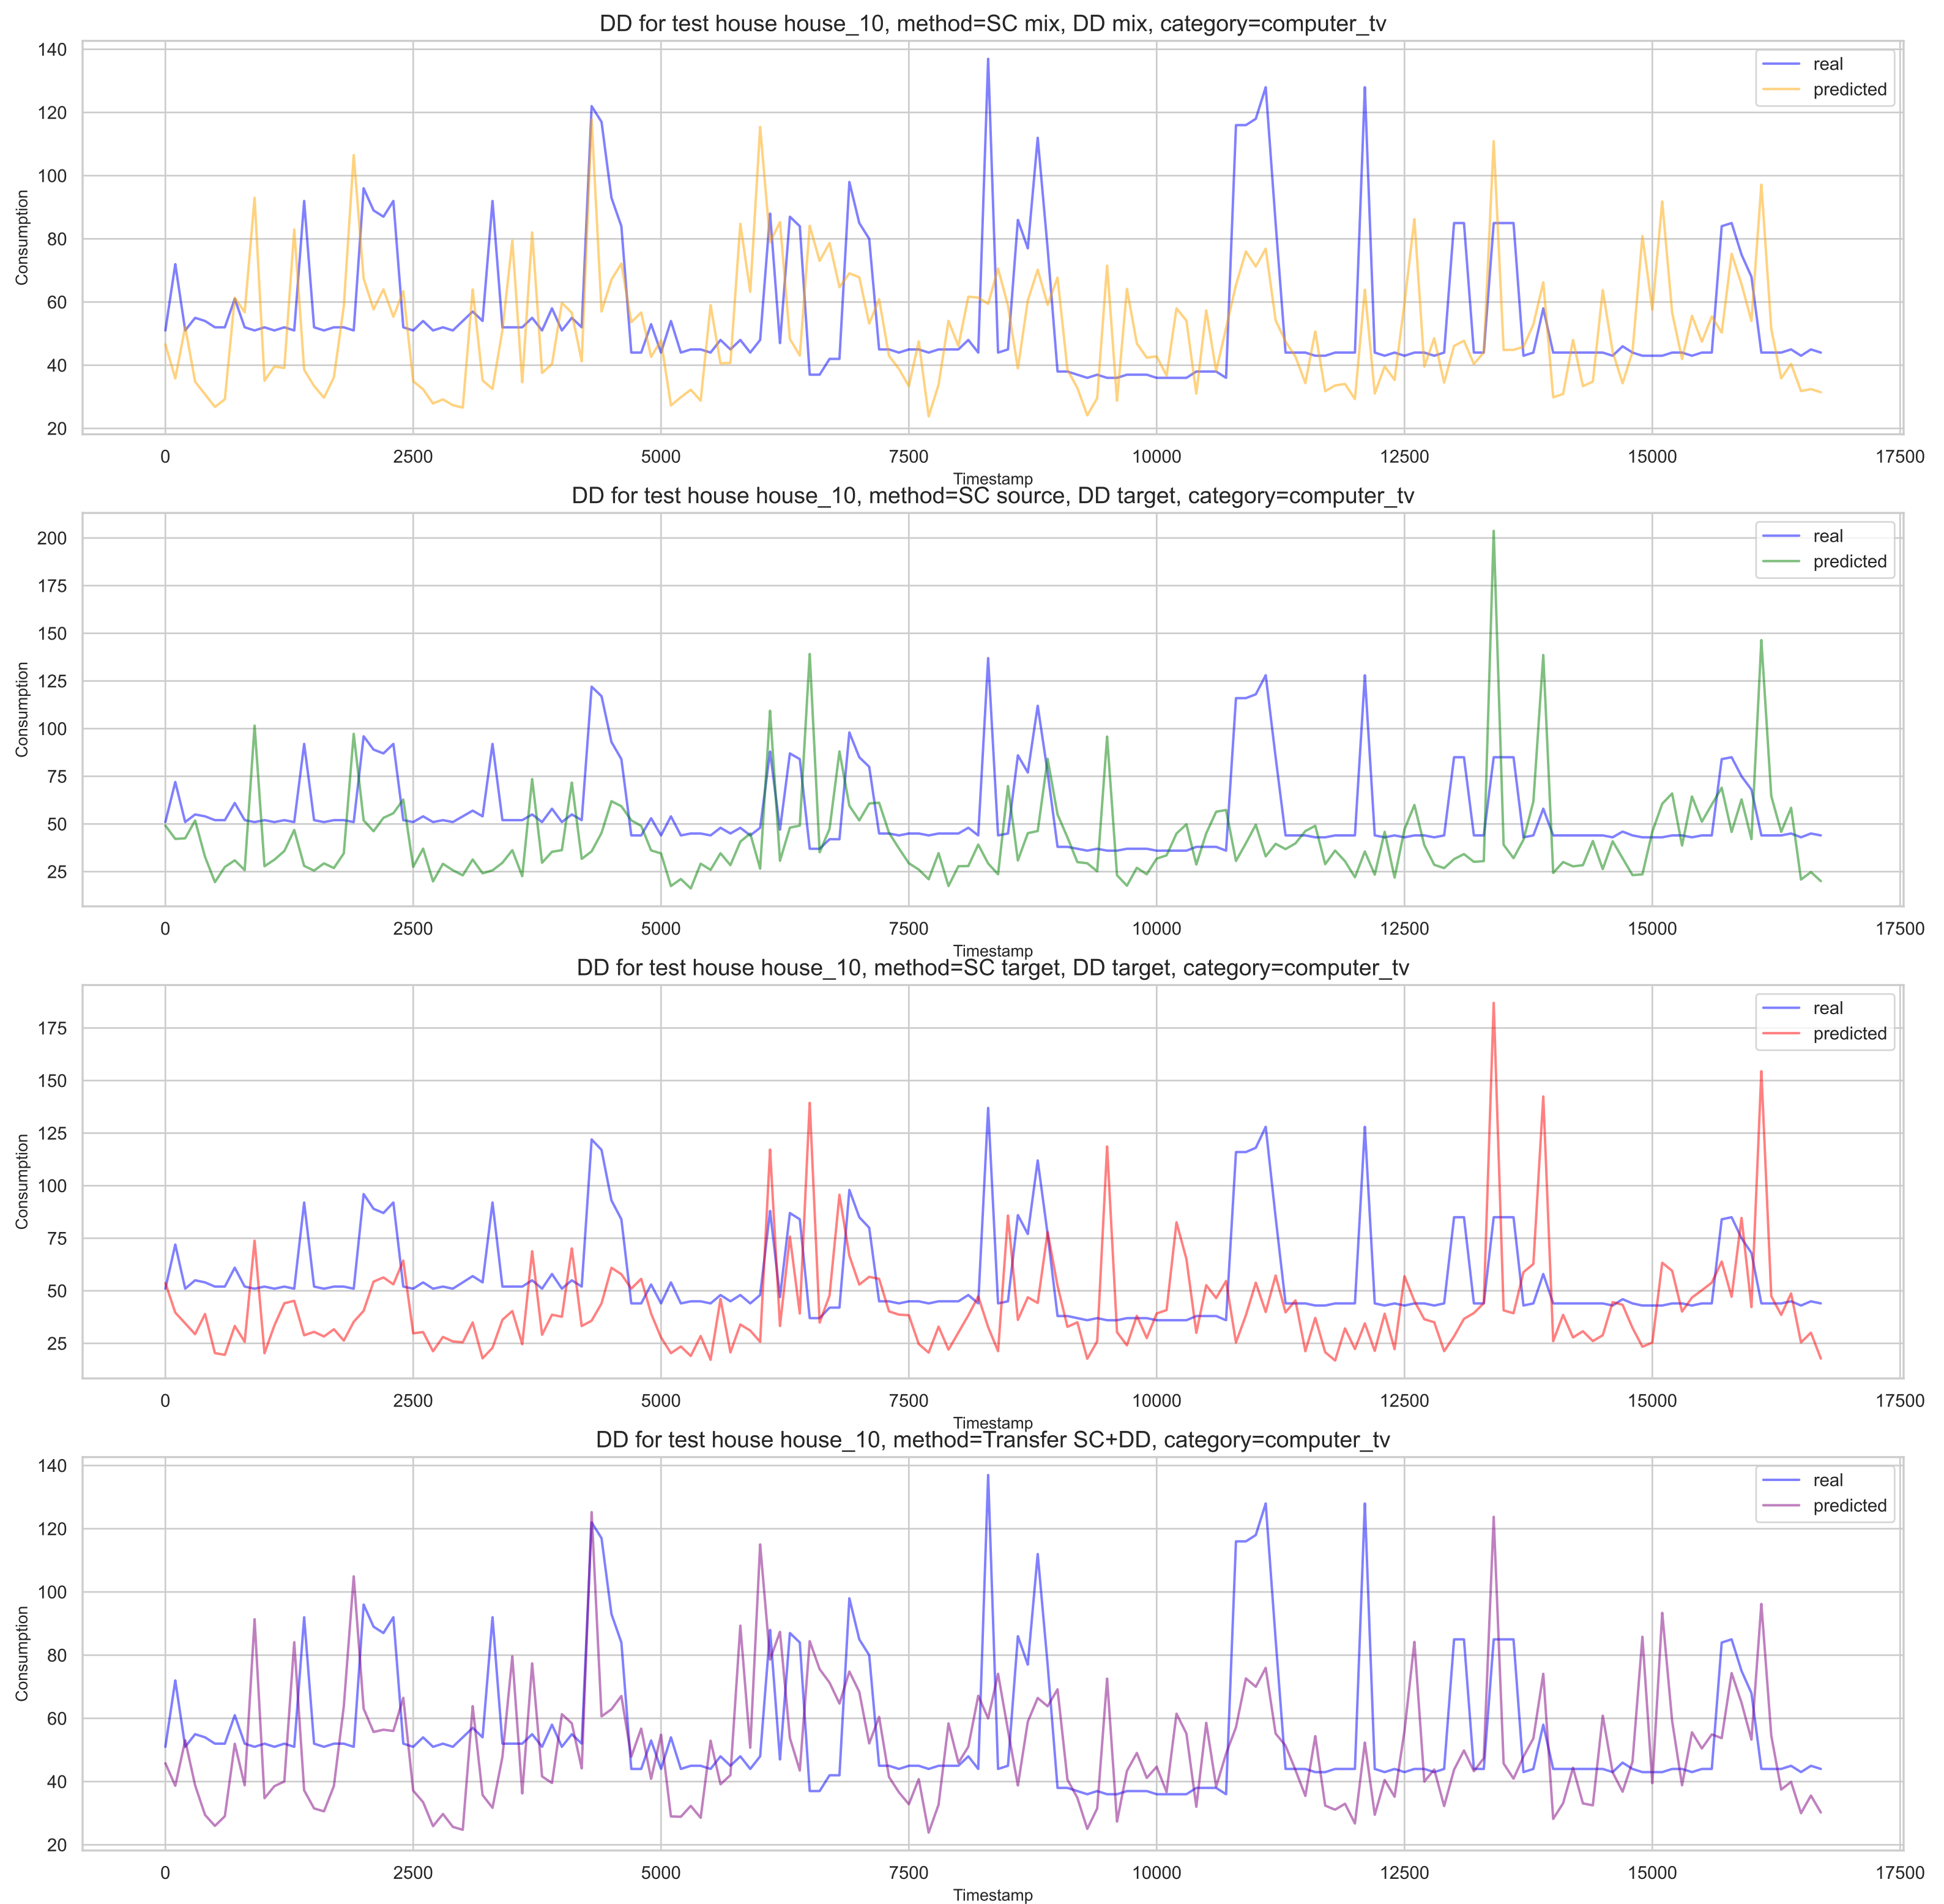 DD for test house house_10, method=SC mix, DD mix, category=computer_tv
140
120
100
80
60
40
20
Consumption
real
predicted
0 2500 5000 7500 10000 12500 15000 17500
Timestamp
DD for test house house_10, method=SC source, DD target, category=computer_tv
200
175
150
125
100
75
50
25
Consumption
real
predicted
0 2500 5000 7500 10000 12500 15000 17500
Timestamp
DD for test house house_10, method=SC target, DD target, category=computer_tv
175
150
125
100
75
50
25
Consumption
real
predicted
0 2500 5000 7500 10000 12500 15000 17500
Timestamp
DD for test house house_10, method=Transfer SC+DD, category=computer_tv
140
120
100
80
60
40
20
Consumption
real
predicted
0 2500 5000 7500 10000 12500 15000 17500
Timestamp